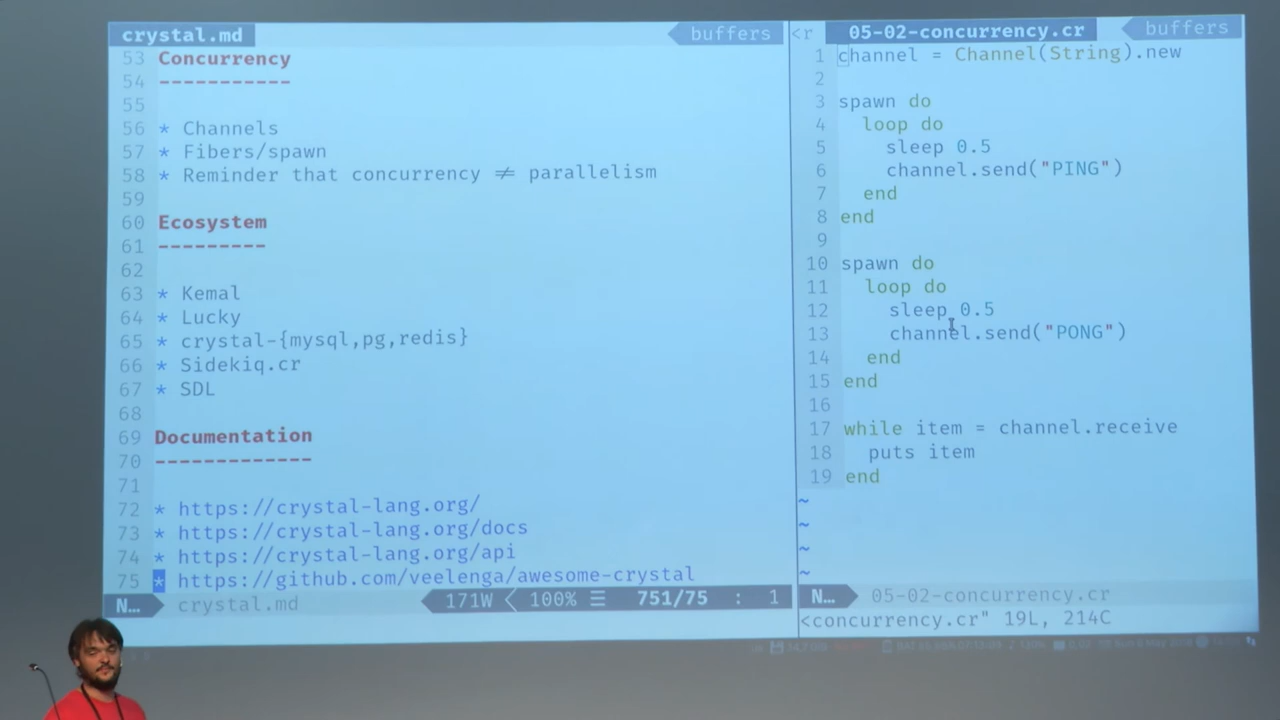 crystal.md
buffers
53 Concurrency
54 -----------
55
56 * Channels
57 * Fibers/spawn
58 * Reminder that concurrency ≠ parallelism
59
60 Ecosystem
61 ---------
62
63 * Kemal
64 * Lucky
65 * crystal-{mysql,pg,redis}
66 * Sidekiq.cr
67 * SDL
68
69 Documentation
70 -------------
71
72 * https://crystal-lang.org/
73 * https://crystal-lang.org/docs
74 * https://crystal-lang.org/api
75 * https://github.com/veelenga/awesome-crystal
N… crystal.md 171W 100% ☰ 751/75 : 1
<r 05-02-concurrency.cr
buffers
1 channel = Channel(String).new
2
3 spawn do
4   loop do
5     sleep 0.5
6     channel.send("PING")
7   end
8 end
9
10 spawn do
11   loop do
12     sleep 0.5
13     channel.send("PONG")
14   end
15 end
16
17 while item = channel.receive
18   puts item
19 end
~
~
~
~
N… 05-02-concurrency.cr
<concurrency.cr" 19L, 214C